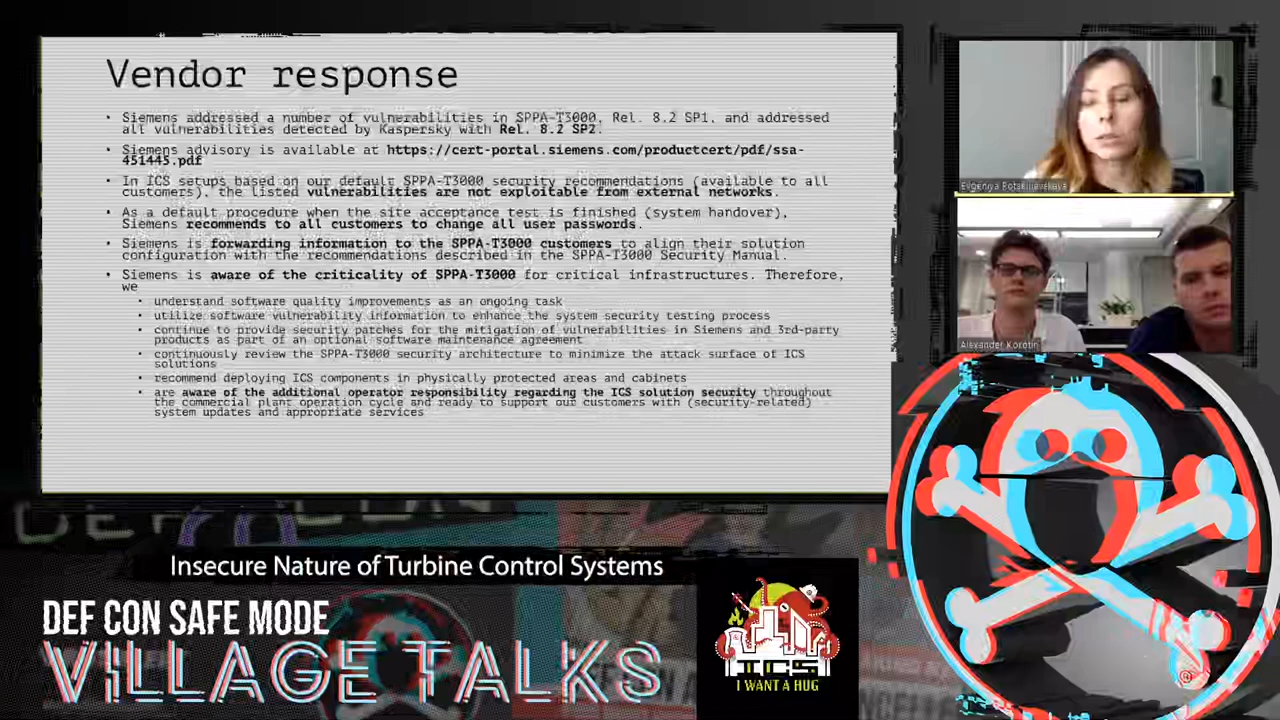 Vendor response
• Siemens addressed a number of vulnerabilities in SPPA-T3000, Rel. 8.2 SP1. and addressed
all vulnerabilities detected by Kaspersky with Rel. 8.2 SP2.
• Siemens advisory is available at https://cert-portal.siemens.com/productcert/pdf/ssa-
451445.pdf
• In ICS setups based on our default SPPA-T3000 security recommendations (available to all
customers), the listed vulnerabilities are not exploitable from external networks.
• As a default procedure when the site acceptance test is finished (system handover),
Siemens recommends to all customers to change all user passwords.
• Siemens is forwarding information to the SPPA-T3000 customers to align their solution
configuration with the recommendations described in the SPPA-T3000 Security Manual.
• Siemens is aware of the criticality of SPPA-T3000 for critical infrastructures. Therefore,
we
• understand software quality improvements as an ongoing task
• utilize software vulnerability information to enhance the system security testing process
• continue to provide security patches for the mitigation of vulnerabilities in Siemens and 3rd-party
products as part of an optional software maintenance agreement
• continuously review the SPPA-T3000 security architecture to minimize the attack surface of ICS
solutions
• recommend deploying ICS components in physically protected areas and cabinets
• are aware of the additional operator responsibility regarding the ICS solution security throughout
the commercial plant operation cycle and ready to support our customers with (security-related)
system updates and appropriate services
Evgeniya
Alexander Korotin
Insecure Nature of Turbine Control Systems
DEF CON SAFE MODE
VILLAGE TALKS
ICS
I WANT A HUG